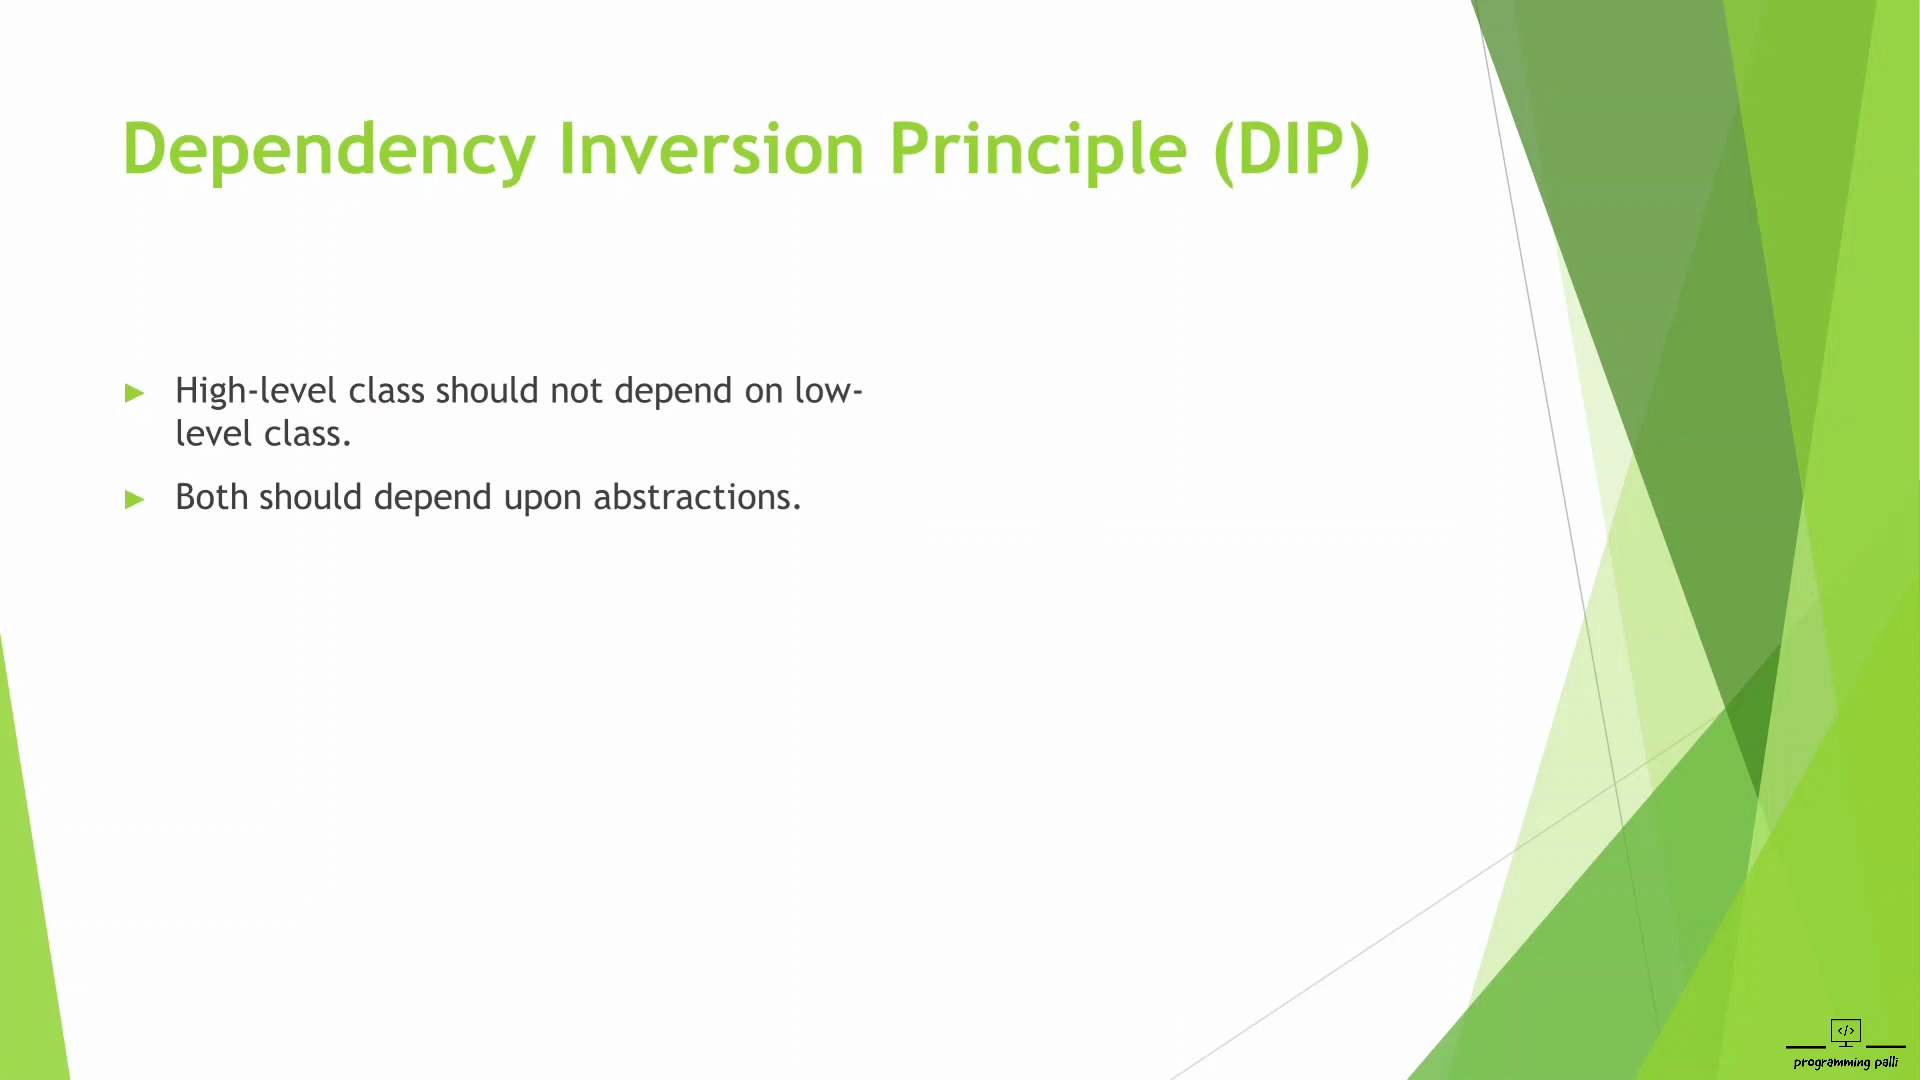 Dependency Inversion Principle (DIP)
► High-level class should not depend on low-
level class.
► Both should depend upon abstractions.
</>
programming palli